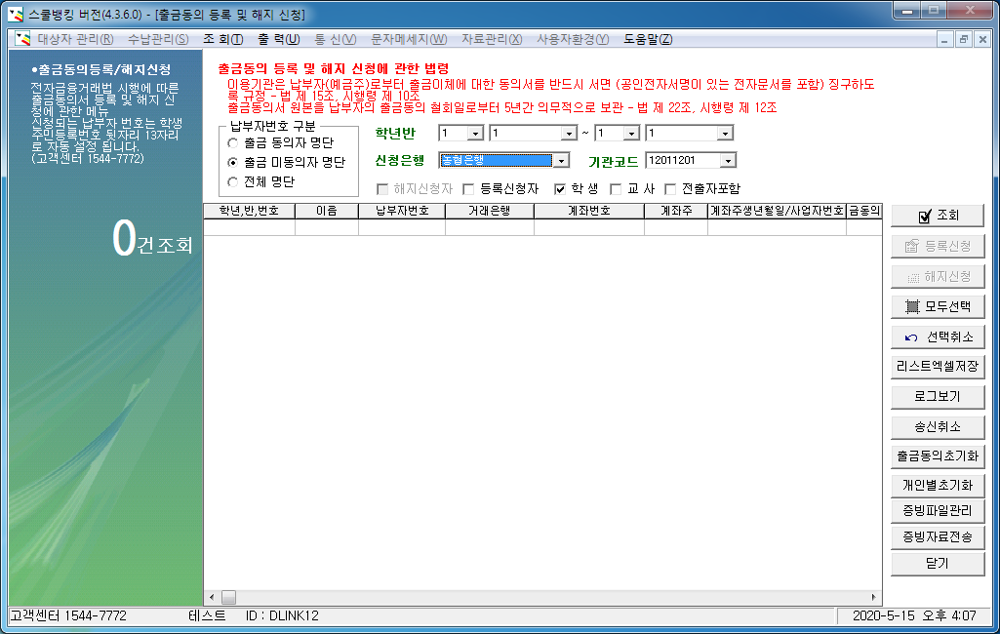 스쿨뱅킹 버전(4.3.6.0) - [출금동의 등록 및 해지 신청]
대상자 관리(R) 수납관리(S) 조 회(T) 출 력(U) 통 신(V) 문자메세지(W) 자료관리(X) 사용자환경(Y) 도움말(Z)
•출금동의등록/해지신청
전자금융거래법 시행에 따른
출금동의서 등록 및 해지 신
청에 관한 메뉴
신청되는 납부자 번호는 학생
주민등록번호 뒷자리 13자리
로 자동 설정 됩니다.
(고객센터 1544-7772)
0건조회
출금동의 등록 및 해지 신청에 관한 법령
이용기관은 납부자(예금주)로부터 출금이체에 대한 동의서를 반드시 서면 (공인전자서명이 있는 전자문서를 포함) 징구하도
록 규정 - 법 제 15조, 시행령 제 10조
출금동의서 원본을 납부자의 출금동의 철회일로부터 5년간 의무적으로 보관 - 법 제 22조, 시행령 제 12조
납부자번호 구분
출금 동의자 명단
출금 미동의자 명단
전체 명단
학년반 1 1 ~ 1 1
신청은행 농협은행 기관코드 12011201
해지신청자 등록신청자 학 생 교 사 전출자포함
학년,반,번호 이름 납부자번호 거래은행 계좌번호 계좌주 계좌주생년월일/사업자번호 금동의
조회
등록신청
해지신청
모두선택
선택취소
리스트엑셀저장
로그보기
송신취소
출금동의초기화
개인별초기화
증빙파일관리
증빙자료전송
닫기
고객센터 1544-7772 테스트 ID : DLINK12 2020-5-15 오후 4:07